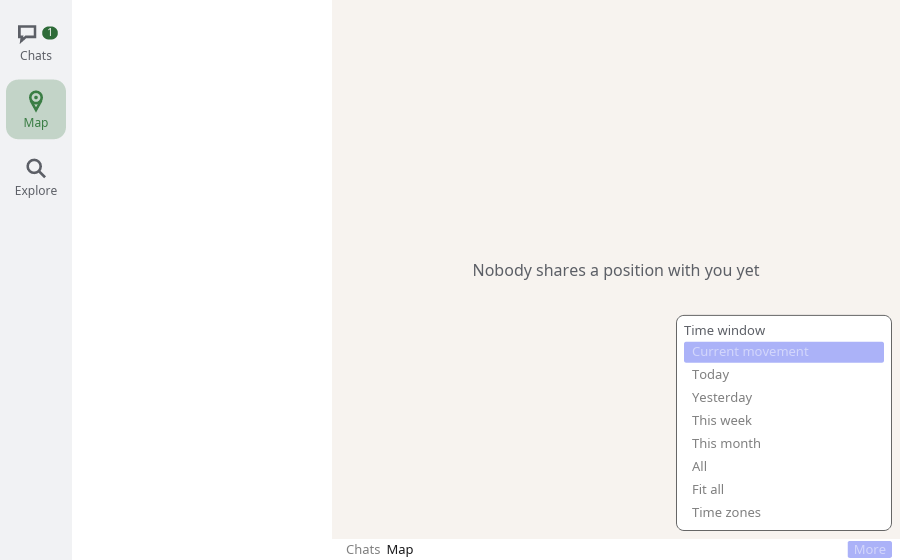 1
Chats
Map
Explore
Nobody shares a position with you yet
Time window
Current movement
Today
Yesterday
This week
This month
All
Fit all
Time zones
Chats Map More